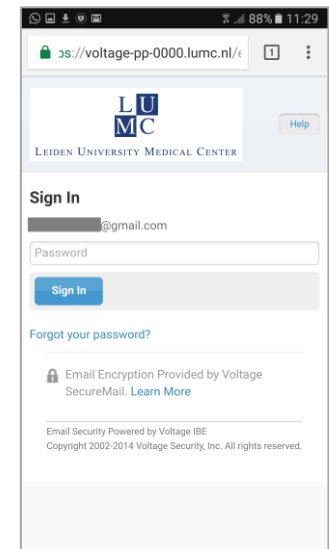 88% 11:29
ps://voltage-pp-0000.lumc.nl/e
1
L U
M C
LEIDEN UNIVERSITY MEDICAL CENTER
Help
Sign In
@gmail.com
Password
Sign In
Forgot your password?
Email Encryption Provided by Voltage
SecureMail. Learn More
Email Security Powered by Voltage IBE
Copyright 2002-2014 Voltage Security, Inc. All rights reserved.